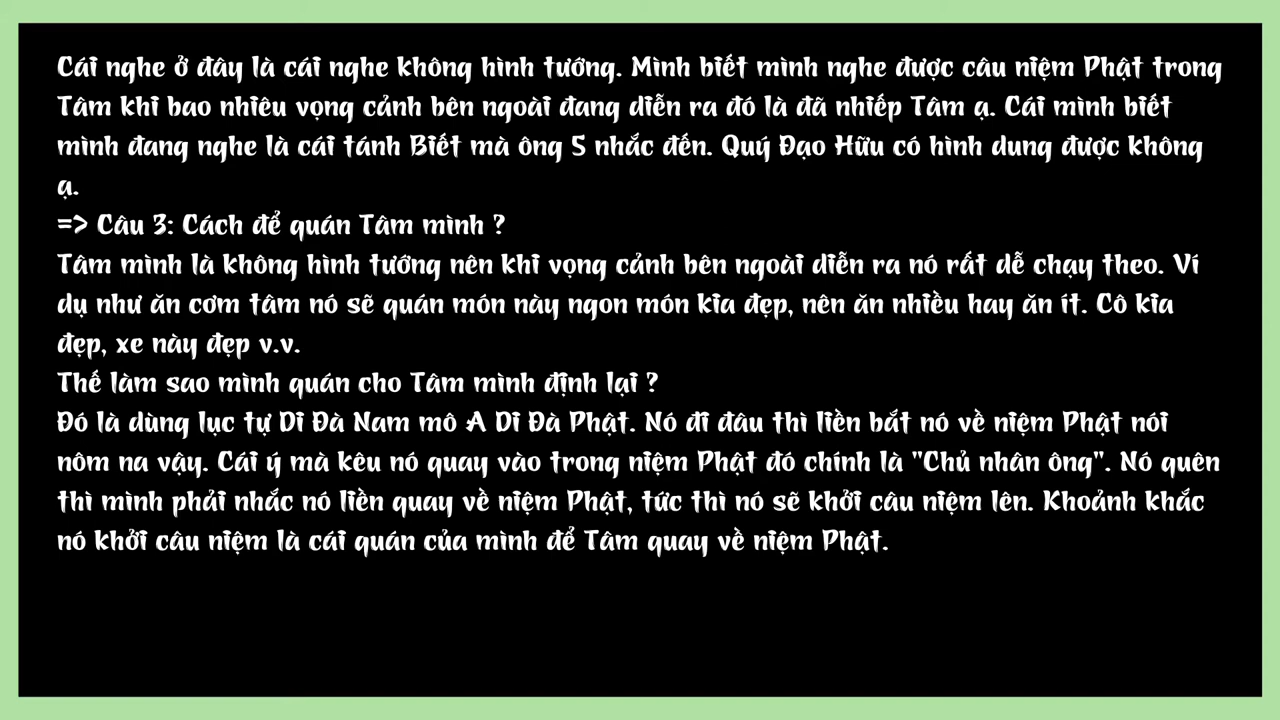 Cái nghe ở đây là cái nghe không hình tướng. Mình biết mình nghe được câu niệm Phật trong
Tâm khi bao nhiêu vọng cảnh bên ngoài đang diễn ra đó là đã nhiếp Tâm ạ. Cái mình biết
mình đang nghe là cái tánh Biết mà ông 5 nhắc đến. Quý Đạo Hữu có hình dung được không
ạ.
=> Câu 3: Cách để quán Tâm mình ?
Tâm mình là không hình tướng nên khi vọng cảnh bên ngoài diễn ra nó rất dễ chạy theo. Ví
dụ như ăn cơm tâm nó sẽ quán món này ngon món kia đẹp, nên ăn nhiều hay ăn ít. Cô kia
đẹp, xe này đẹp v.v.
Thế làm sao mình quán cho Tâm mình định lại ?
Đó là dùng lục tự Di Đà Nam mô A Di Đà Phật. Nó đi đâu thì liền bắt nó về niệm Phật nói
nôm na vậy. Cái ý mà kêu nó quay vào trong niệm Phật đó chính là "Chủ nhân ông". Nó quên
thì mình phải nhắc nó liền quay về niệm Phật, tức thì nó sẽ khởi câu niệm lên. Khoảnh khắc
nó khởi câu niệm là cái quán của mình để Tâm quay về niệm Phật.